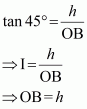 tan 45° = h/OB
⇒ I = h/OB
⇒ OB = h